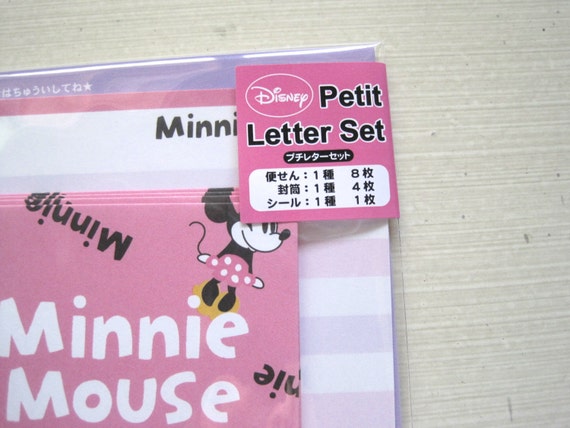 はちゅういしてね★
Disney Petit
Letter Set
プチレターセット
便せん：1種 8枚
封筒：1種 4枚
シール：1種 1枚
Minnie
Minnie
Minnie
Mouse